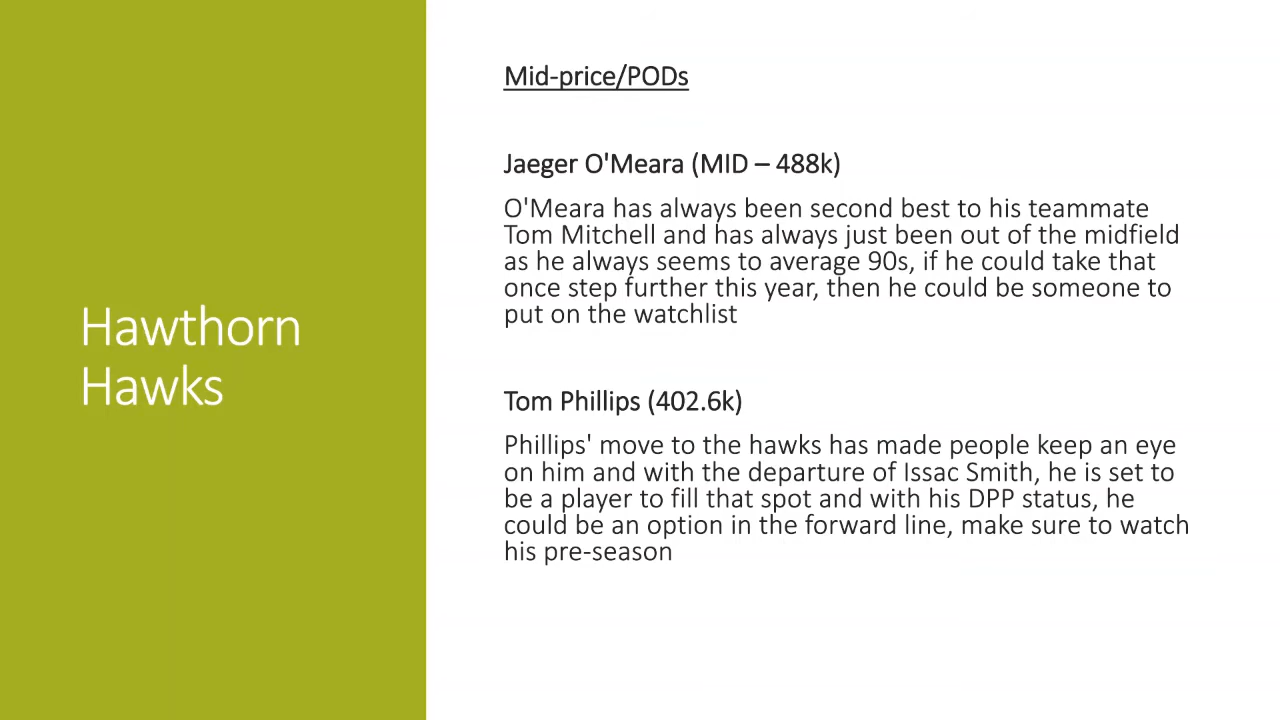 Hawthorn
Hawks
Mid-price/PODs
Jaeger O'Meara (MID – 488k)
O'Meara has always been second best to his teammate
Tom Mitchell and has always just been out of the midfield
as he always seems to average 90s, if he could take that
once step further this year, then he could be someone to
put on the watchlist
Tom Phillips (402.6k)
Phillips' move to the hawks has made people keep an eye
on him and with the departure of Issac Smith, he is set to
be a player to fill that spot and with his DPP status, he
could be an option in the forward line, make sure to watch
his pre-season